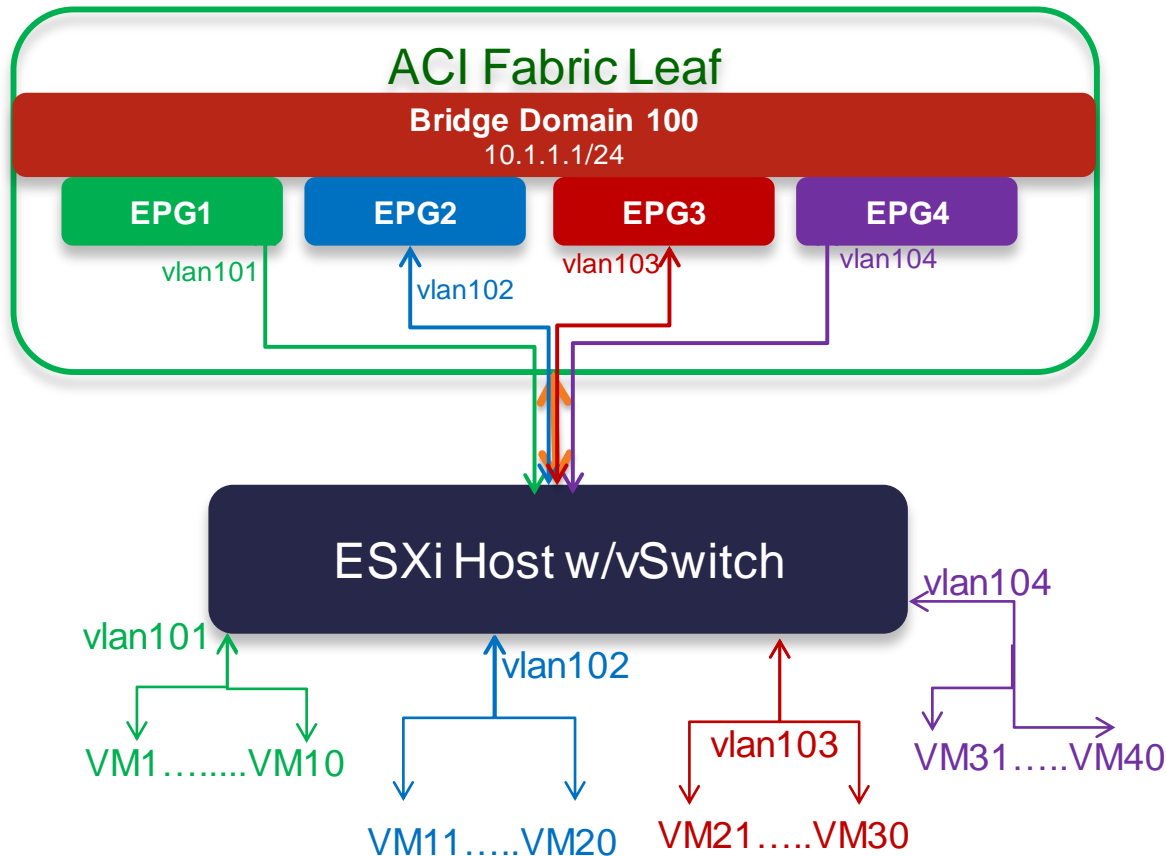 ACI Fabric Leaf
Bridge Domain 100
10.1.1.1/24
EPG1
EPG2
EPG3
EPG4
vlan101
vlan102
vlan103
vlan104
ESXi Host w/vSwitch
vlan101
vlan102
vlan103
vlan104
VM1….....VM10
VM11…..VM20
VM21…..VM30
VM31…..VM40